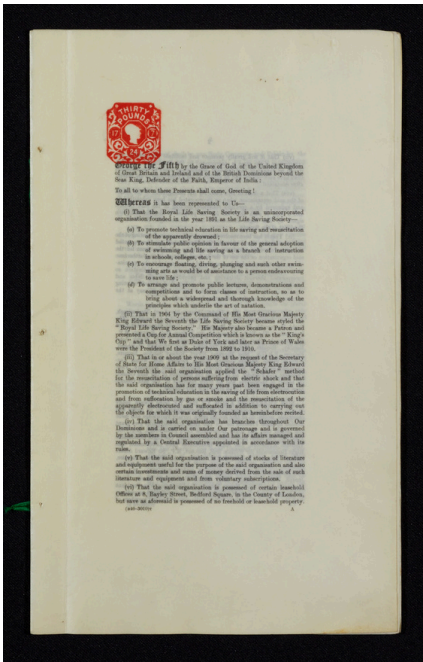 THIRTY
POUNDS
17
24
George the Fifth by the Grace of God of the United Kingdom
of Great Britain and Ireland and of the British Dominions beyond the
Seas King, Defender of the Faith, Emperor of India:
To all to whom these Presents shall come, Greeting!
Whereas it has been represented to Us—
(i) That the Royal Life Saving Society is an unincorporated
organisation founded in the year 1891 as the Life Saving Society—
(a) To promote technical education in life saving and resuscitation
of the apparently drowned;
(b) To stimulate public opinion in favour of the general adoption
of swimming and life saving as a branch of instruction
in schools, colleges, etc.;
(c) To encourage floating, diving, plunging and such other swim-
ming arts as would be of assistance to a person endeavouring
to save life;
(d) To arrange and promote public lectures, demonstrations and
competitions and to form classes of instruction, so as to
bring about a widespread and thorough knowledge of the
principles which underlie the art of natation.
(ii) That in 1904 by the Command of His Most Gracious Majesty
King Edward the Seventh the Life Saving Society became styled the
"Royal Life Saving Society." His Majesty also became a Patron and
presented a Cup for Annual Competition which is known as the "King's
Cup" and that We first as Duke of York and later as Prince of Wales
were the President of the Society from 1892 to 1910.
(iii) That in or about the year 1909 at the request of the Secretary
of State for Home Affairs to His Most Gracious Majesty King Edward
the Seventh the said organisation applied the "Schafer" method
for the resuscitation of persons suffering from electric shock and that
the said organisation has for many years past been engaged in the
promotion of technical education in the saving of life from electrocution
and from suffocation by gas or smoke and the resuscitation of the
apparently electrocuted and suffocated in addition to carrying out
the objects for which it was originally founded as hereinbefore recited.
(iv) That the said organisation has branches throughout Our
Dominions and is carried on under Our patronage and is governed
by the members in Council assembled and has its affairs managed and
regulated by a Central Executive appointed in accordance with its
rules.
(v) That the said organisation is possessed of stocks of literature
and equipment useful for the purpose of the said organisation and also
certain investments and sums of money derived from the sale of such
literature and equipment and from voluntary subscriptions.
(vi) That the said organisation is possessed of certain leasehold
Offices at 8, Bayley Street, Bedford Square, in the County of London,
but save as aforesaid is possessed of no freehold or leasehold property.
A